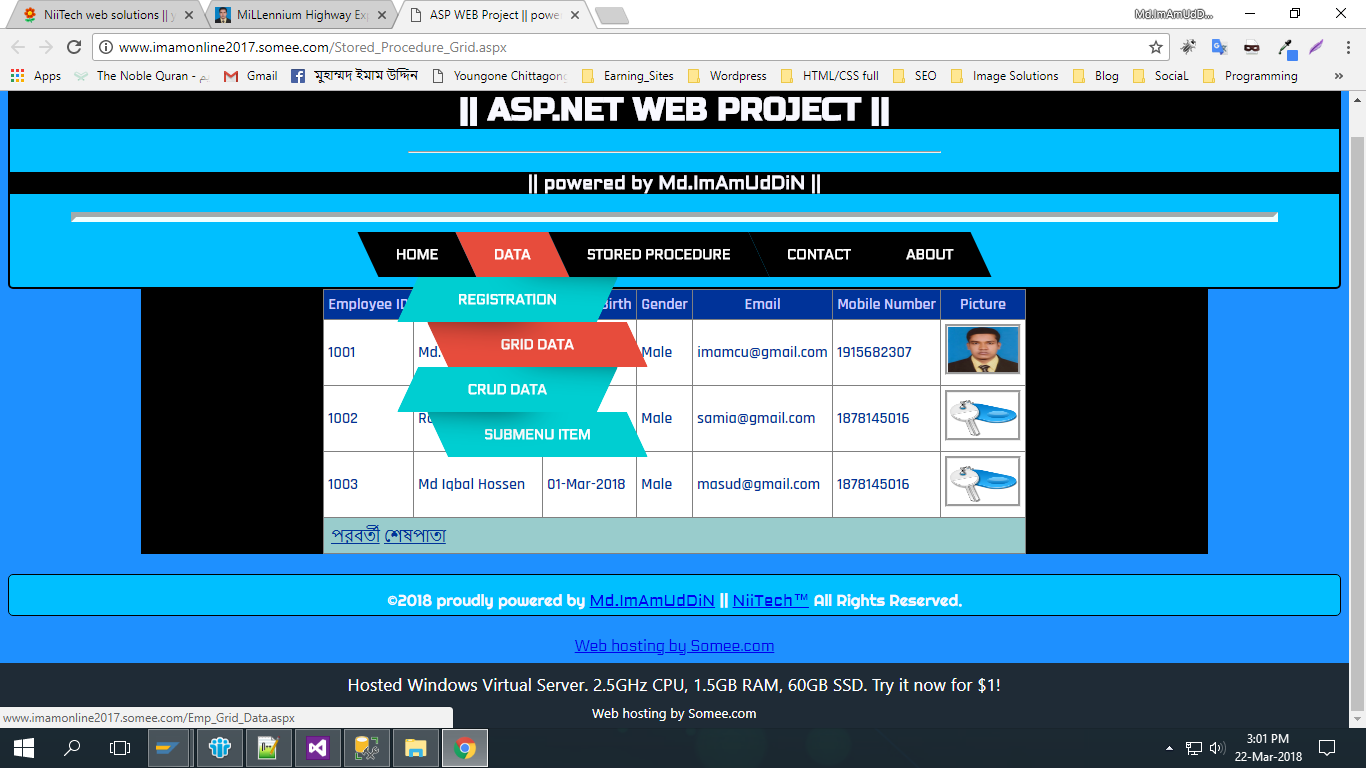 NiiTech web solutions || y
MiLLennium Highway Exp
ASP WEB Project || powe
Md.ImAmUdD...
www.imamonline2017.somee.com/Stored_Procedure_Grid.aspx
Apps The Noble Quran - م Gmail মুহাম্মদ ইমাম উদ্দিন Youngone Chittagong Earning_Sites Wordpress HTML/CSS full SEO Image Solutions Blog SociaL Programming »
|| ASP.NET WEB PROJECT ||
|| powered by Md.ImAmUdDiN ||
HOME DATA STORED PROCEDURE CONTACT ABOUT
REGISTRATION
GRID DATA
CRUD DATA
SUBMENU ITEM
Employee ID Birth Gender Email Mobile Number Picture
1001 Md. Male imamcu@gmail.com 1915682307
1002 Male samia@gmail.com 1878145016
1003 Md Iqbal Hossen 01-Mar-2018 Male masud@gmail.com 1878145016
পরবর্তী শেষপাতা
©2018 proudly powered by Md.ImAmUdDiN || NiiTech™ All Rights Reserved.
Web hosting by Somee.com
Hosted Windows Virtual Server. 2.5GHz CPU, 1.5GB RAM, 60GB SSD. Try it now for $1!
Web hosting by Somee.com
www.imamonline2017.somee.com/Emp_Grid_Data.aspx
3:01 PM
22-Mar-2018